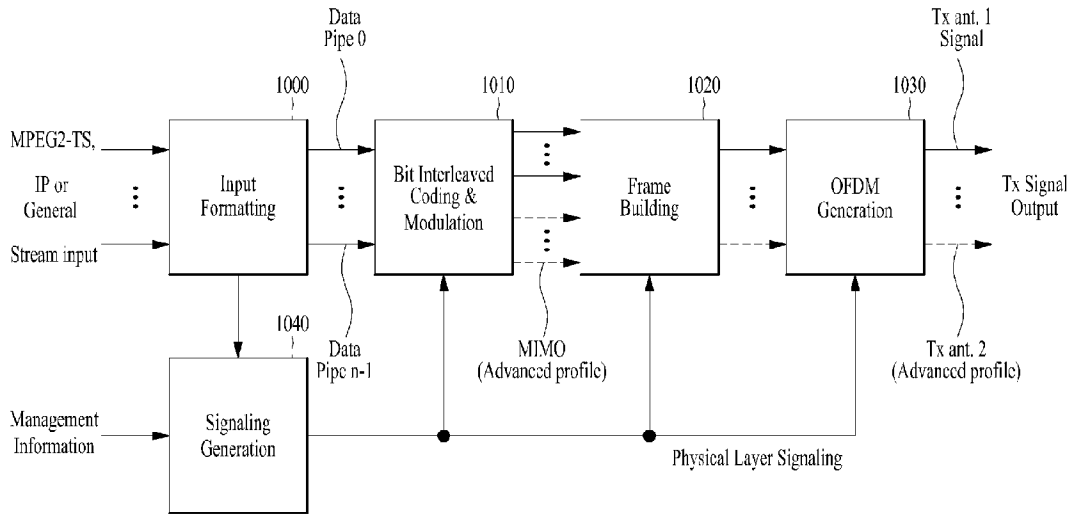 Data
Pipe 0
Tx ant. 1
Signal
1000
1010
1020
1030
MPEG2-TS,
IP or
General
Stream input
Input
Formatting
Bit Interleaved
Coding &
Modulation
Frame
Building
OFDM
Generation
Tx Signal
Output
1040
Data
Pipe n-1
MIMO
(Advanced profile)
Tx ant. 2
(Advanced profile)
Management
Information
Signaling
Generation
Physical Layer Signaling